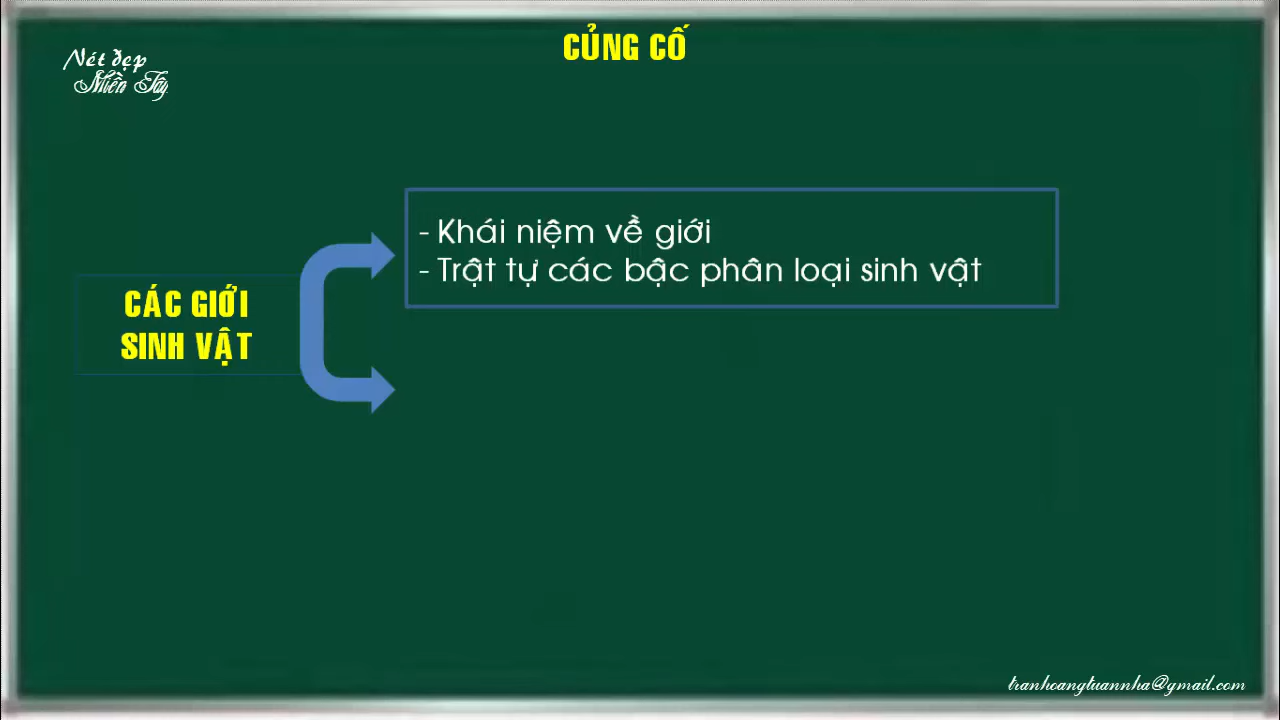 CỦNG CỐ
Nét đẹp
Miền Tây
- Khái niệm về giới
- Trật tự các bậc phân loại sinh vật
CÁC GIỚI
SINH VẬT
tranhoangtuannha@gmail.com